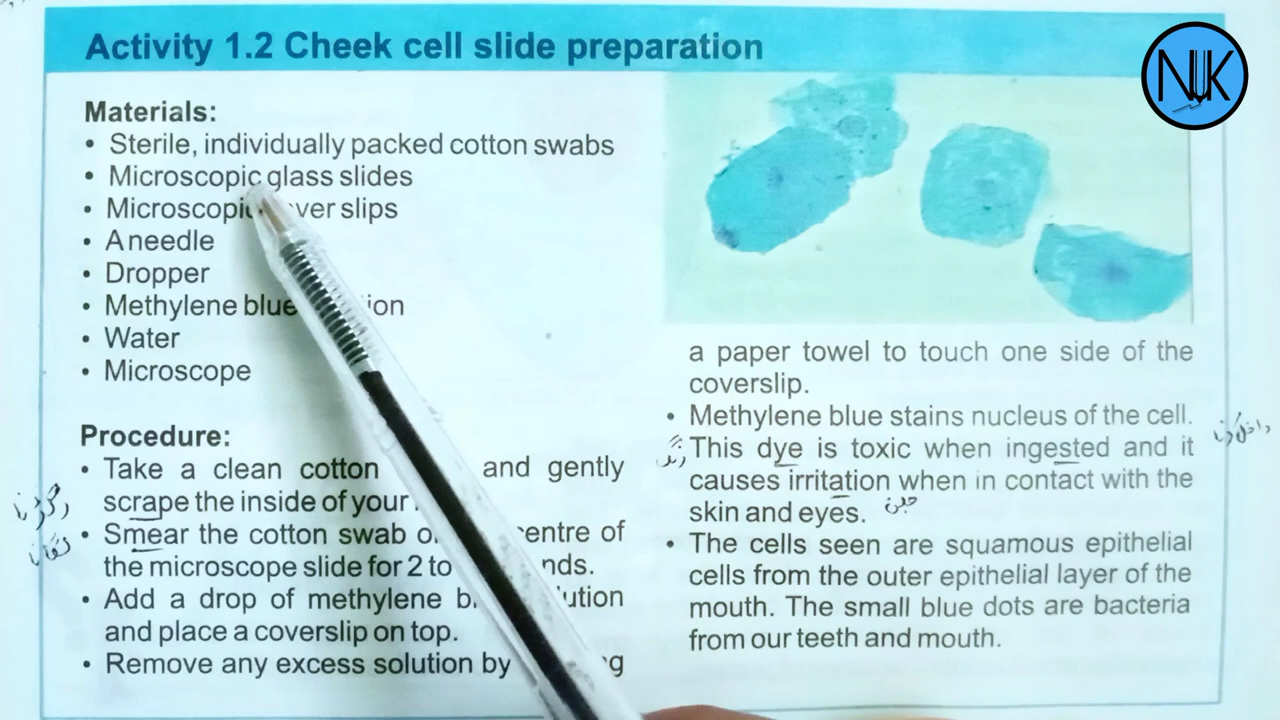 Activity 1.2 Cheek cell slide preparation
NUK
Materials:
• Sterile, individually packed cotton swabs
• Microscopic glass slides
• Microscopic ver slips
• A needle
• Dropper
• Methylene blue ion
• Water
• Microscope
Procedure:
• Take a clean cotton and gently
scrape the inside of your
• Smear the cotton swab centre of
the microscope slide for 2 to
• Add a drop of methylene
and place a coverslip on top.
• Remove any excess solution by
a paper towel to touch one side of the
coverslip.
• Methylene blue stains nucleus of the cell.
This dye is toxic when ingested and it
causes irritation when in contact with the
skin and eyes.
• The cells seen are squamous epithelial
cells from the outer epithelial layer of the
mouth. The small blue dots are bacteria
from our teeth and mouth.